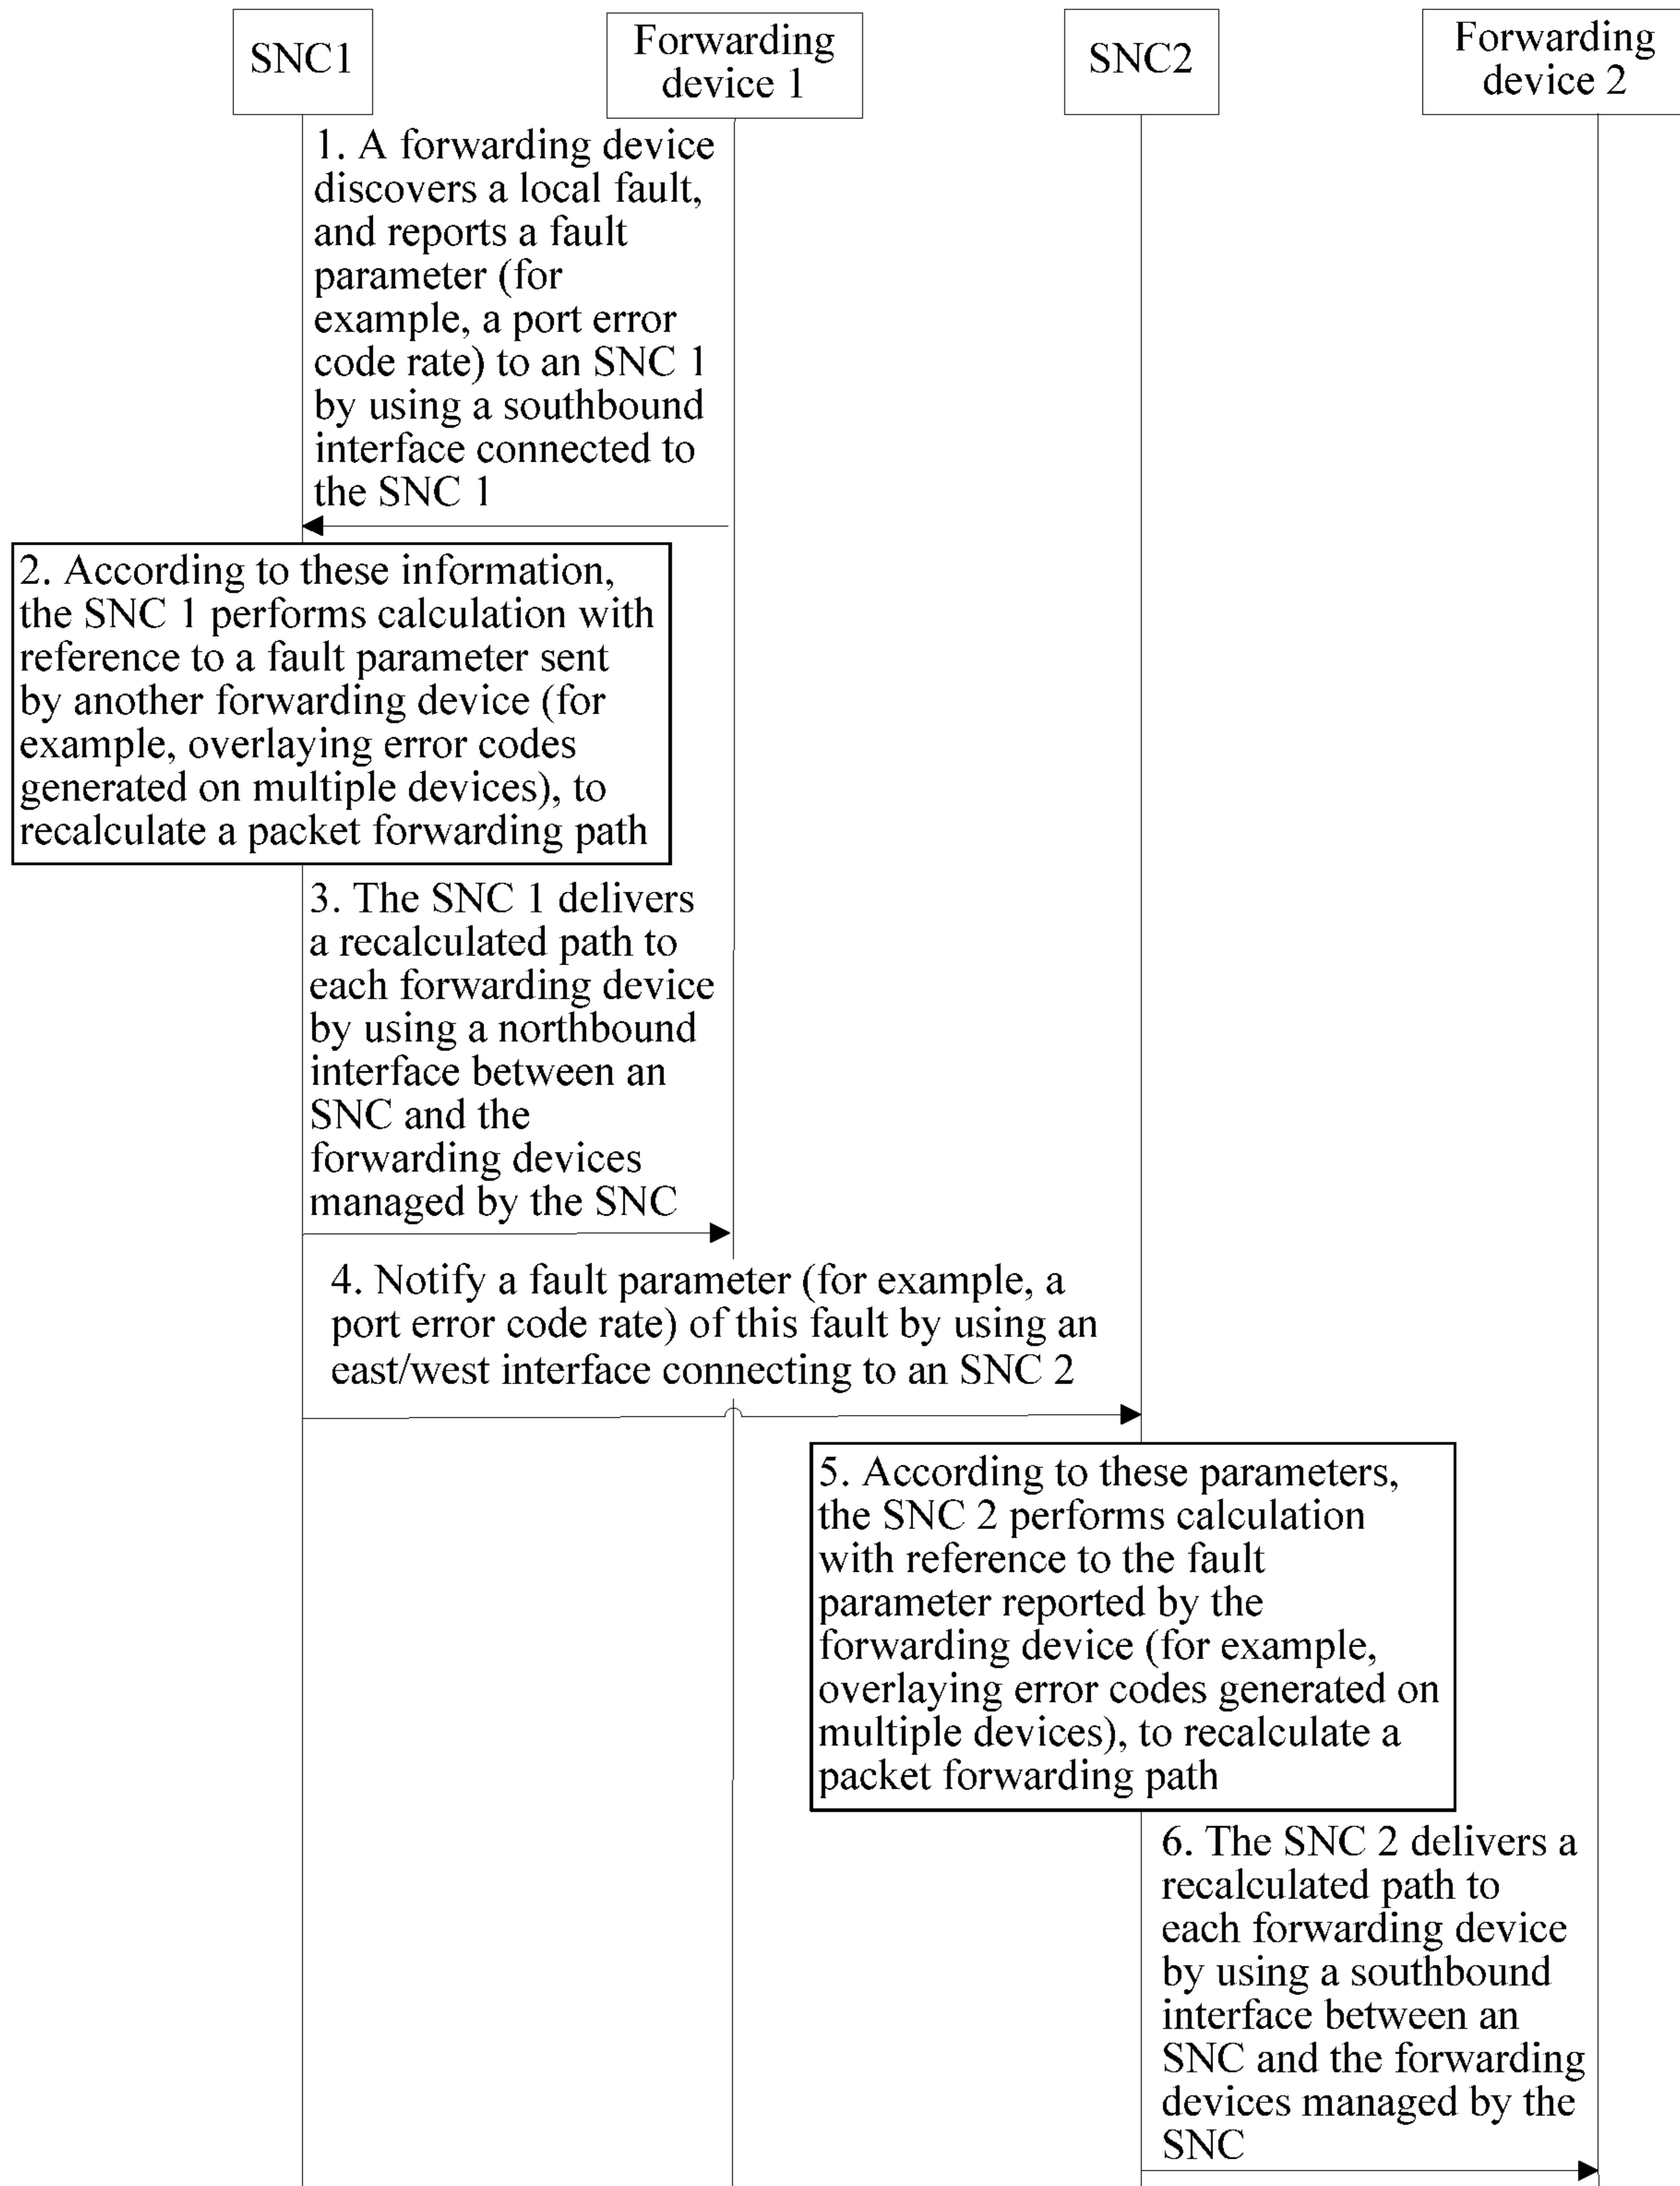 SNC1
Forwarding
device 1
SNC2
Forwarding
device 2
1. A forwarding device
discovers a local fault,
and reports a fault
parameter (for
example, a port error
code rate) to an SNC 1
by using a southbound
interface connected to
the SNC 1
2. According to these information,
the SNC 1 performs calculation with
reference to a fault parameter sent
by another forwarding device (for
example, overlaying error codes
generated on multiple devices), to
recalculate a packet forwarding path
3. The SNC 1 delivers
a recalculated path to
each forwarding device
by using a northbound
interface between an
SNC and the
forwarding devices
managed by the SNC
4. Notify a fault parameter (for example, a
port error code rate) of this fault by using an
east/west interface connecting to an SNC 2
5. According to these parameters,
the SNC 2 performs calculation
with reference to the fault
parameter reported by the
forwarding device (for example,
overlaying error codes generated on
multiple devices), to recalculate a
packet forwarding path
6. The SNC 2 delivers a
recalculated path to
each forwarding device
by using a southbound
interface between an
SNC and the forwarding
devices managed by the
SNC